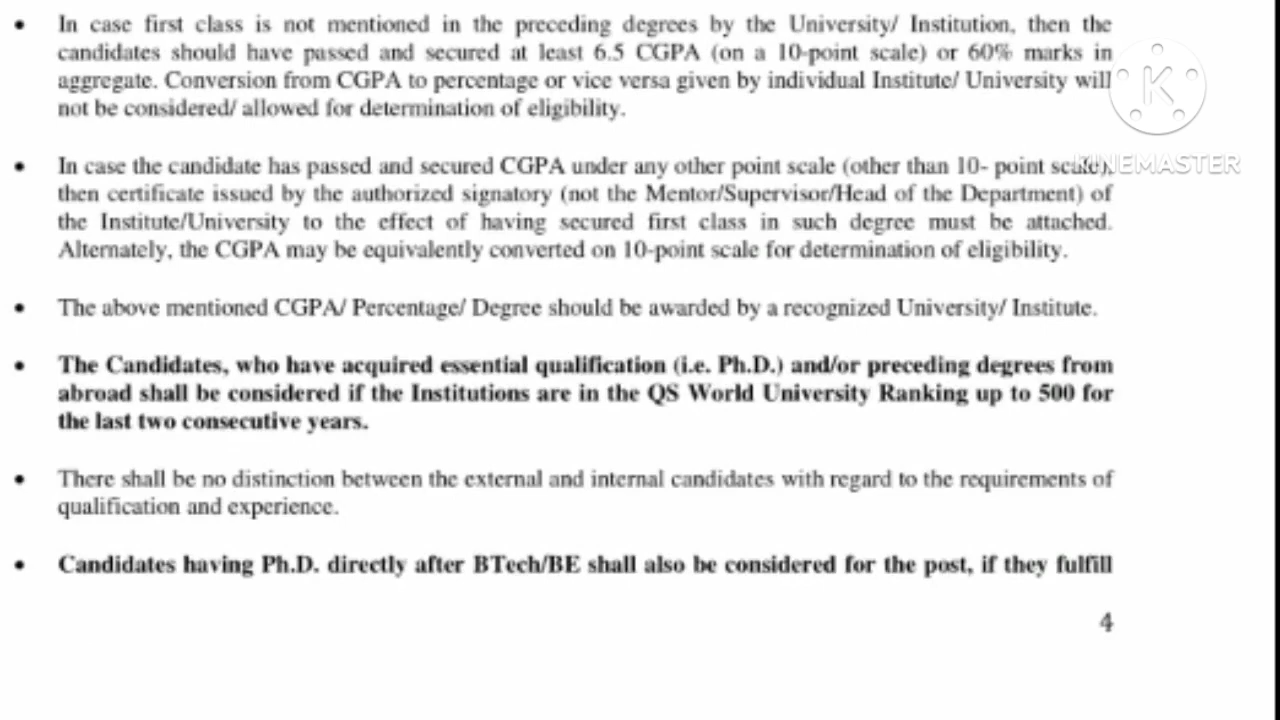 • In case first class is not mentioned in the preceding degrees by the University/ Institution, then the
candidates should have passed and secured at least 6.5 CGPA (on a 10-point scale) or 60% marks in
aggregate. Conversion from CGPA to percentage or vice versa given by individual Institute/ University will
not be considered/ allowed for determination of eligibility.
• In case the candidate has passed and secured CGPA under any other point scale (other than 10- point scale),
then certificate issued by the authorized signatory (not the Mentor/Supervisor/Head of the Department) of
the Institute/University to the effect of having secured first class in such degree must be attached.
Alternately, the CGPA may be equivalently converted on 10-point scale for determination of eligibility.
• The above mentioned CGPA/ Percentage/ Degree should be awarded by a recognized University/ Institute.
• The Candidates, who have acquired essential qualification (i.e. Ph.D.) and/or preceding degrees from
abroad shall be considered if the Institutions are in the QS World University Ranking up to 500 for
the last two consecutive years.
• There shall be no distinction between the external and internal candidates with regard to the requirements of
qualification and experience.
• Candidates having Ph.D. directly after BTech/BE shall also be considered for the post, if they fulfill
4
K
KINEMASTER